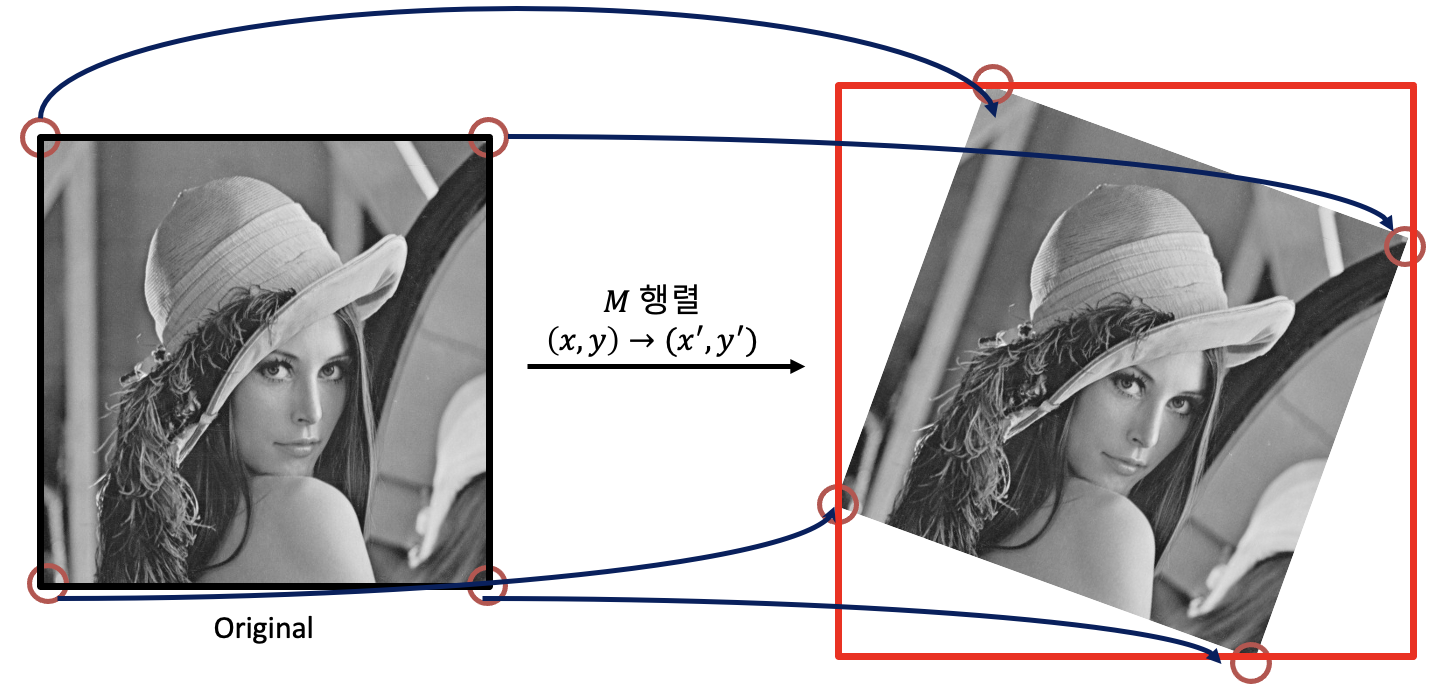 M 행렬
(x, y) → (x′, y′)
Original